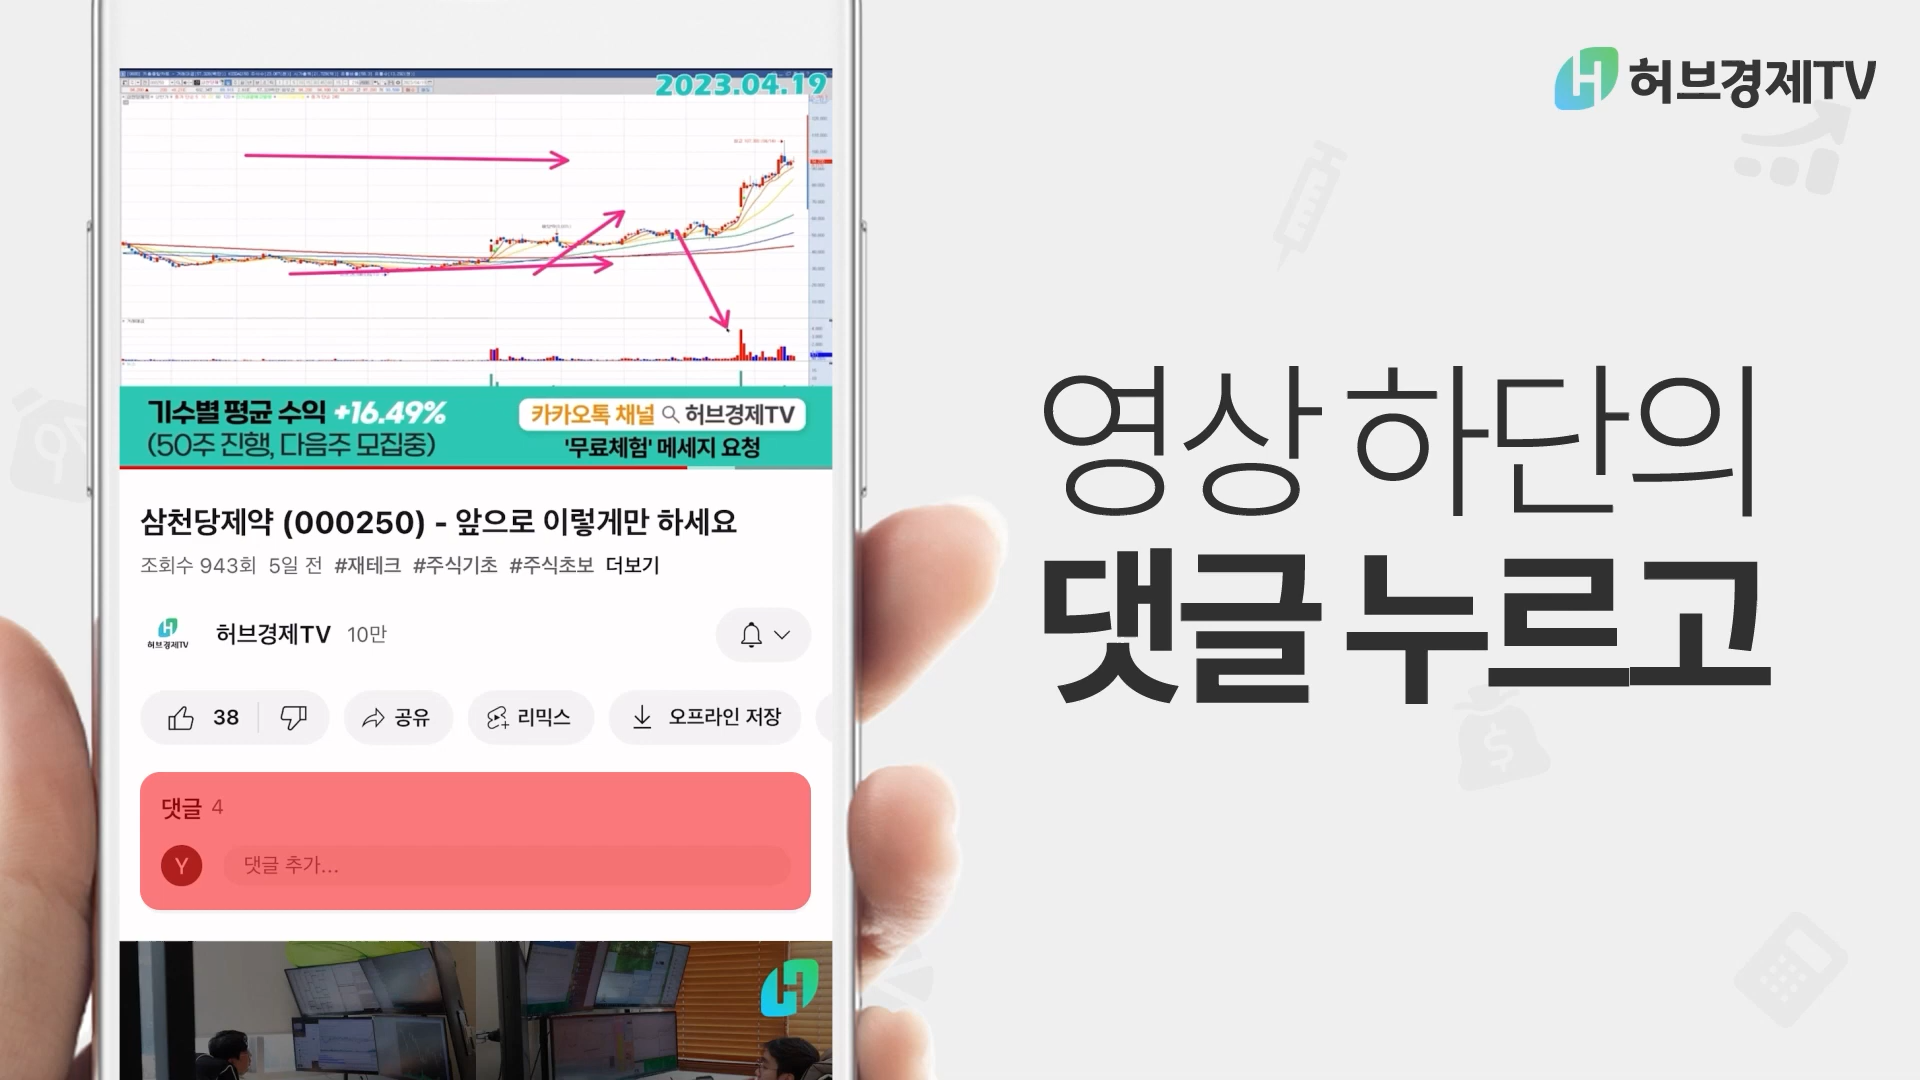 2023.04.19
허브경제TV
기수별 평균 수익 +16.49%
(50주 진행, 다음주 모집중)
카카오톡 채널 허브경제TV
'무료체험' 메세지 요청
삼천당제약 (000250) - 앞으로 이렇게만 하세요
조회수 943회 5일 전 #재테크 #주식기초 #주식초보 더보기
허브경제TV
허브경제TV 10만
38
공유
리믹스
오프라인 저장
댓글 4
Y
댓글 추가...
영상 하단의
댓글 누르고